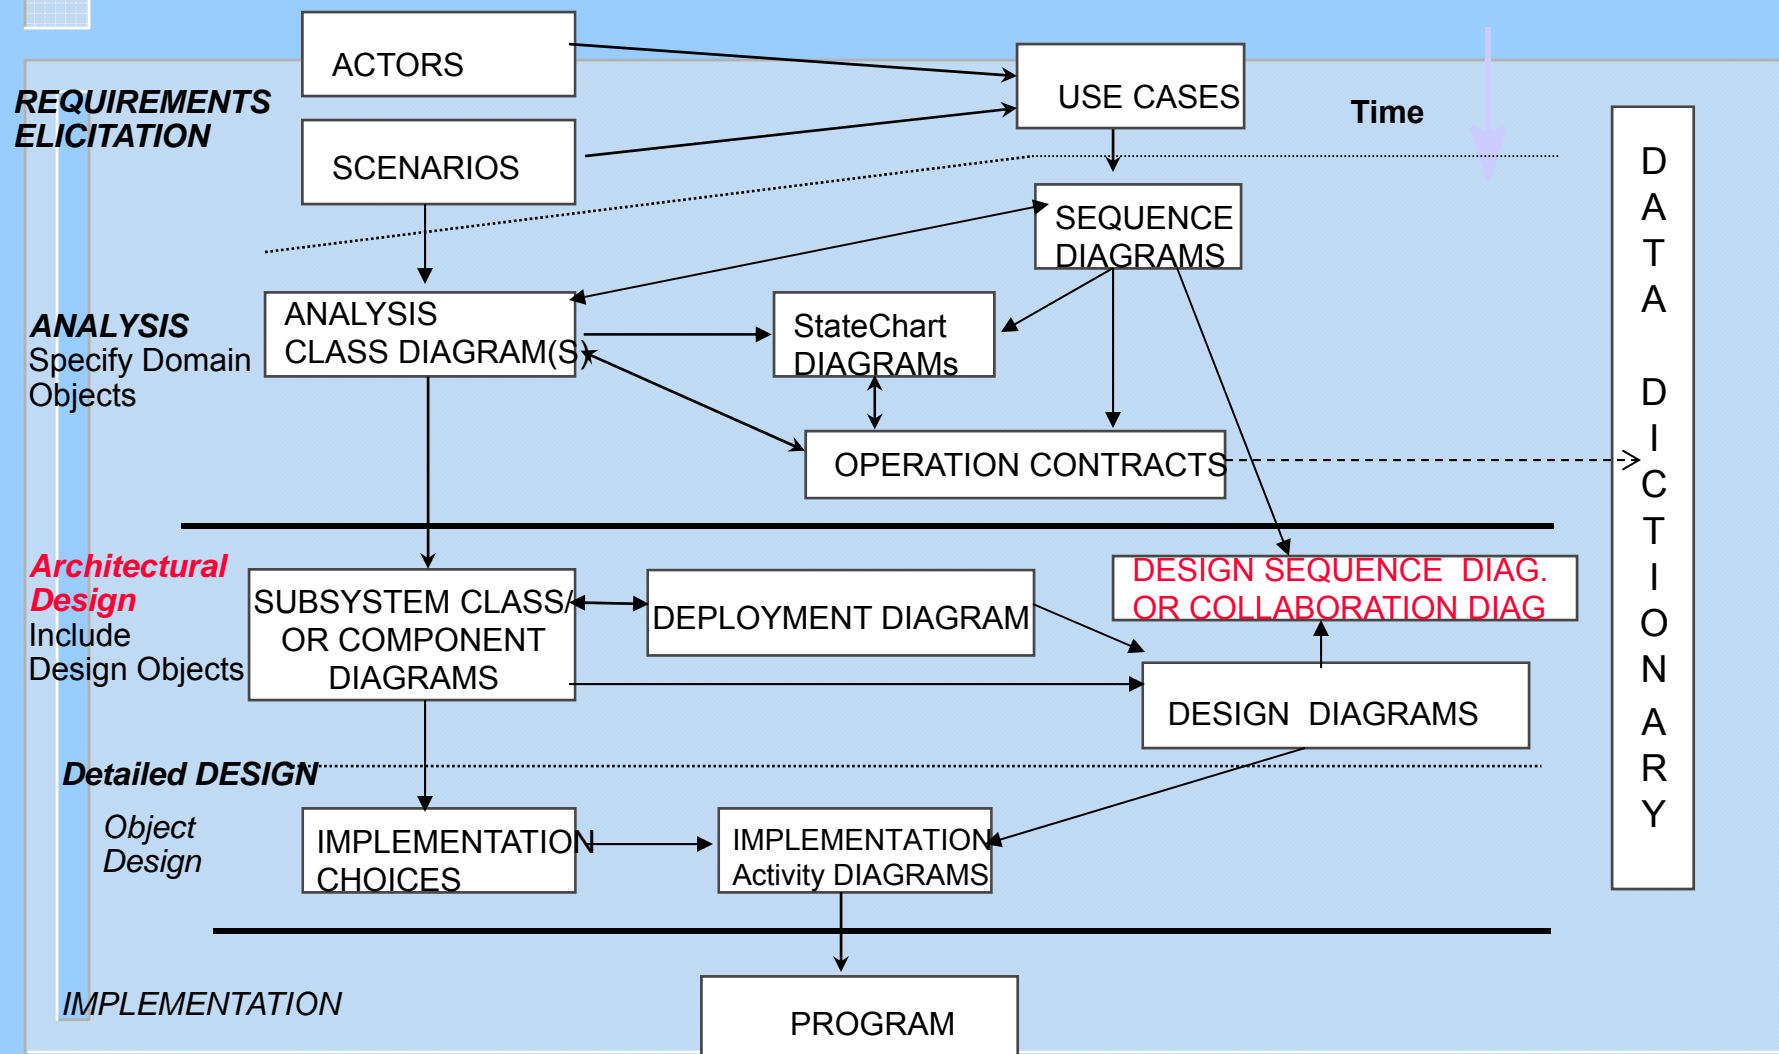 ACTORS
USE CASES
Time
REQUIREMENTS
ELICITATION
SCENARIOS
SEQUENCE
DIAGRAMS
ANALYSIS
Specify Domain
Objects
ANALYSIS
CLASS DIAGRAM(S)
StateChart
DIAGRAMs
OPERATION CONTRACTS
DATA DICTIONARY
Architectural
Design
Include
Design Objects
SUBSYSTEM CLASS/
OR COMPONENT
DIAGRAMS
DEPLOYMENT DIAGRAM
DESIGN SEQUENCE DIAG.
OR COLLABORATION DIAG
DESIGN DIAGRAMS
Detailed DESIGN
Object
Design
IMPLEMENTATION
CHOICES
IMPLEMENTATION
Activity DIAGRAMS
IMPLEMENTATION
PROGRAM